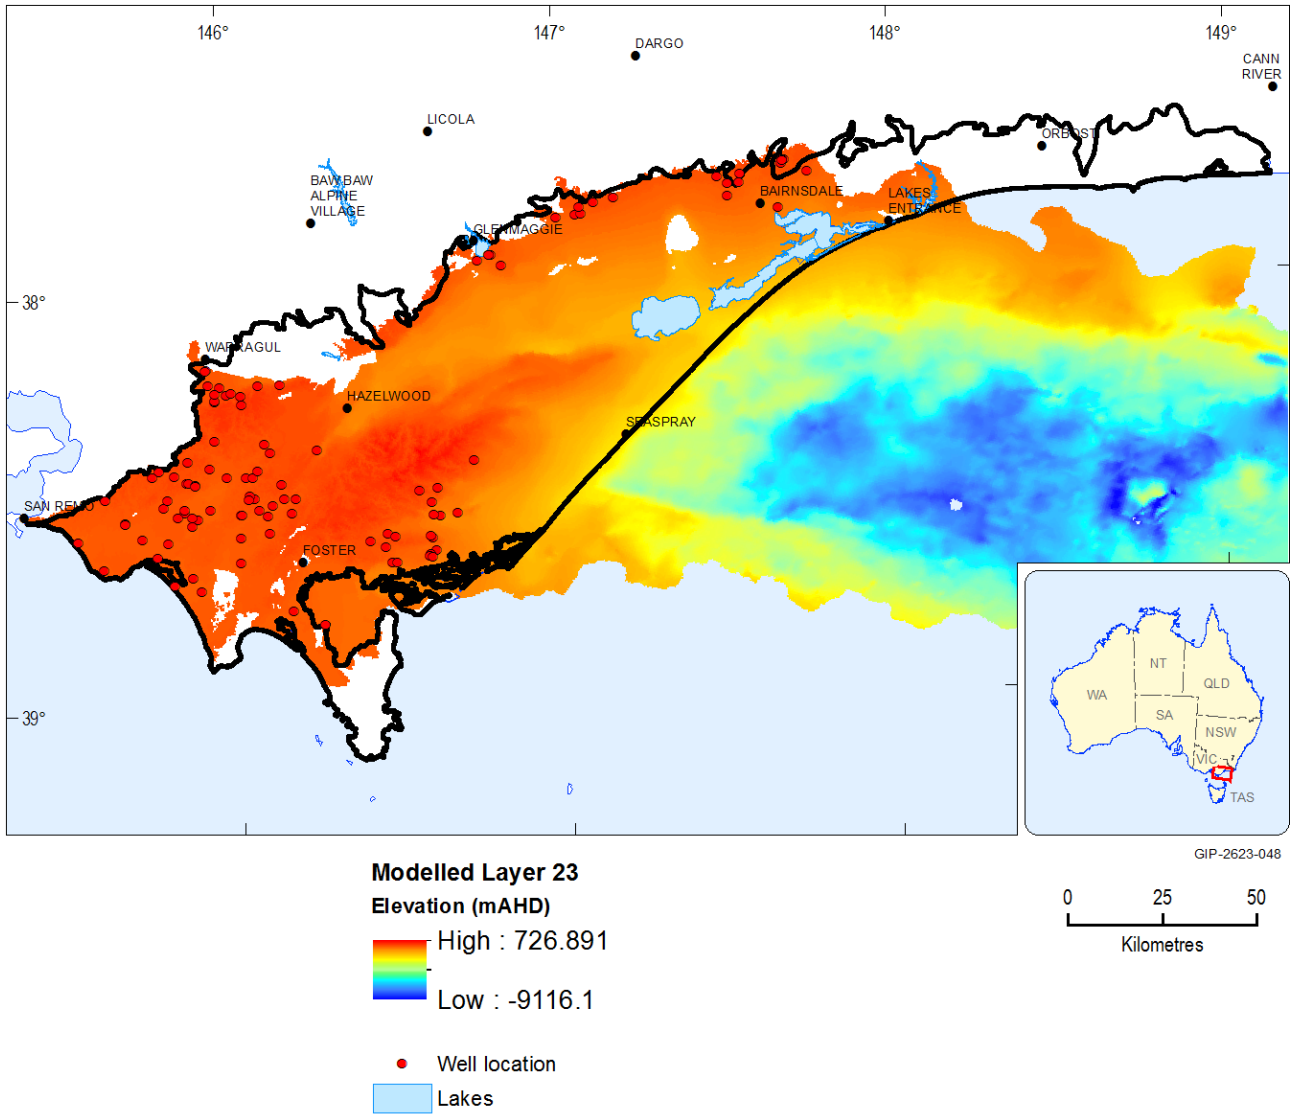 146°
147°
148°
149°
DARGO
CANN
RIVER
LICOLA
ORBOST
BAW BAW
ALPINE
VILLAGE
BAIRNSDALE
LAKES
ENTRANCE
GLENMAGGIE
38°
WARRAGUL
HAZELWOOD
SEASPRAY
SAN REMO
FOSTER
39°
NT
WA
QLD
SA
NSW
VIC
TAS
GIP-2623-048
Modelled Layer 23
Elevation (mAHD)
High : 726.891
Low : -9116.1
Well location
Lakes
0 25 50
Kilometres